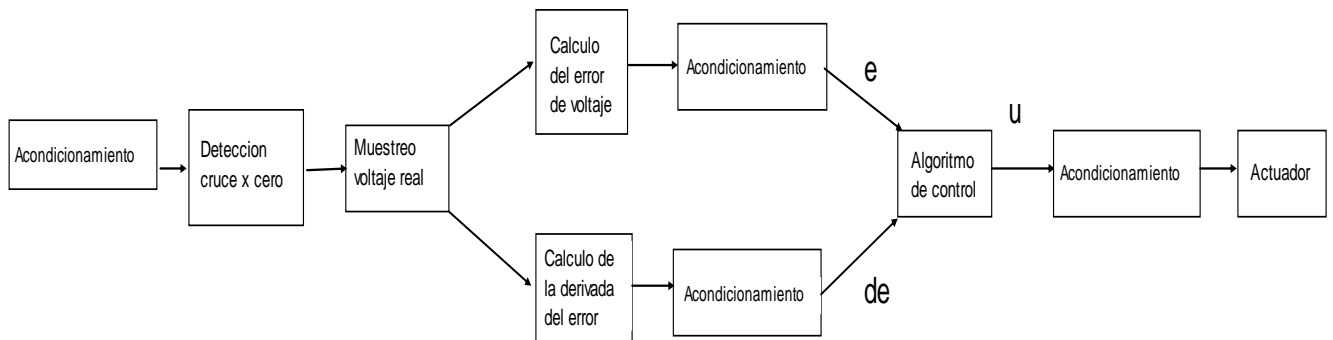 Acondicionamiento
Deteccion
cruce x cero
Muestreo
voltaje real
Calculo
del error
de voltaje
Acondicionamiento
e
Calculo de
la derivada
del error
Acondicionamiento
de
Algoritmo
de control
u
Acondicionamiento
Actuador